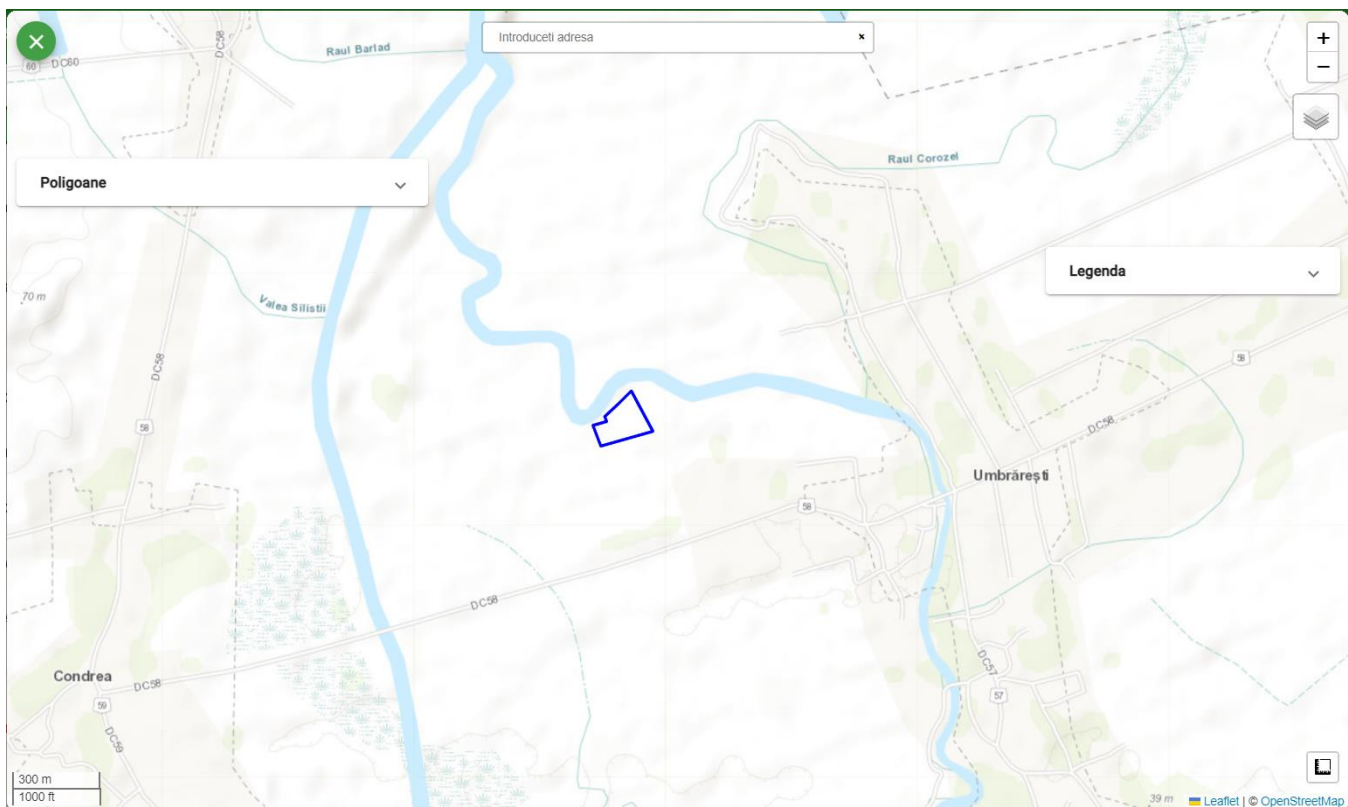 DC58
Raul Barlad
Introduceti adresa
×
+
−
60
DC60
Poligoane
Raul Corozel
Legenda
70 m
Valea Silistii
DC58
58
58
DC58
Umbrărești
58
DC58
Condrea
DC58
59
DC59
DC57
57
300 m
1000 ft
39 m
Leaflet | © OpenStreetMap